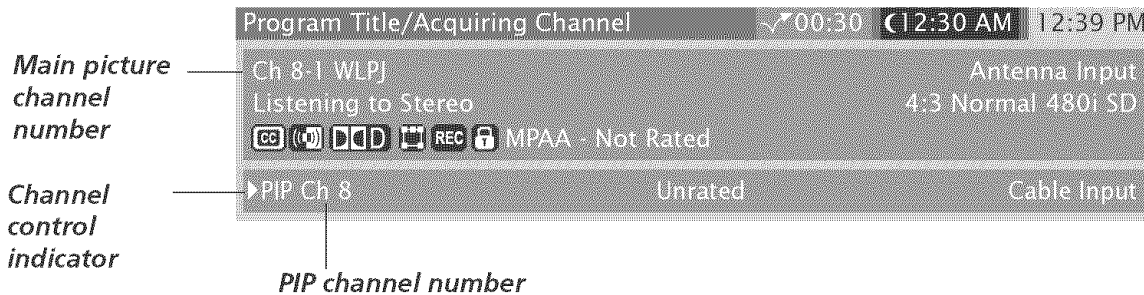 Program Title/Acquiring Channel 00:30 12:30 AM 12:39 PM
Main picture channel number
Ch 8-1 WLPJ Antenna Input
Listening to Stereo 4:3 Normal 480i SD
CC REC MPAA - Not Rated
Channel control indicator
PIP Ch 8 Unrated Cable Input
PIP channel number